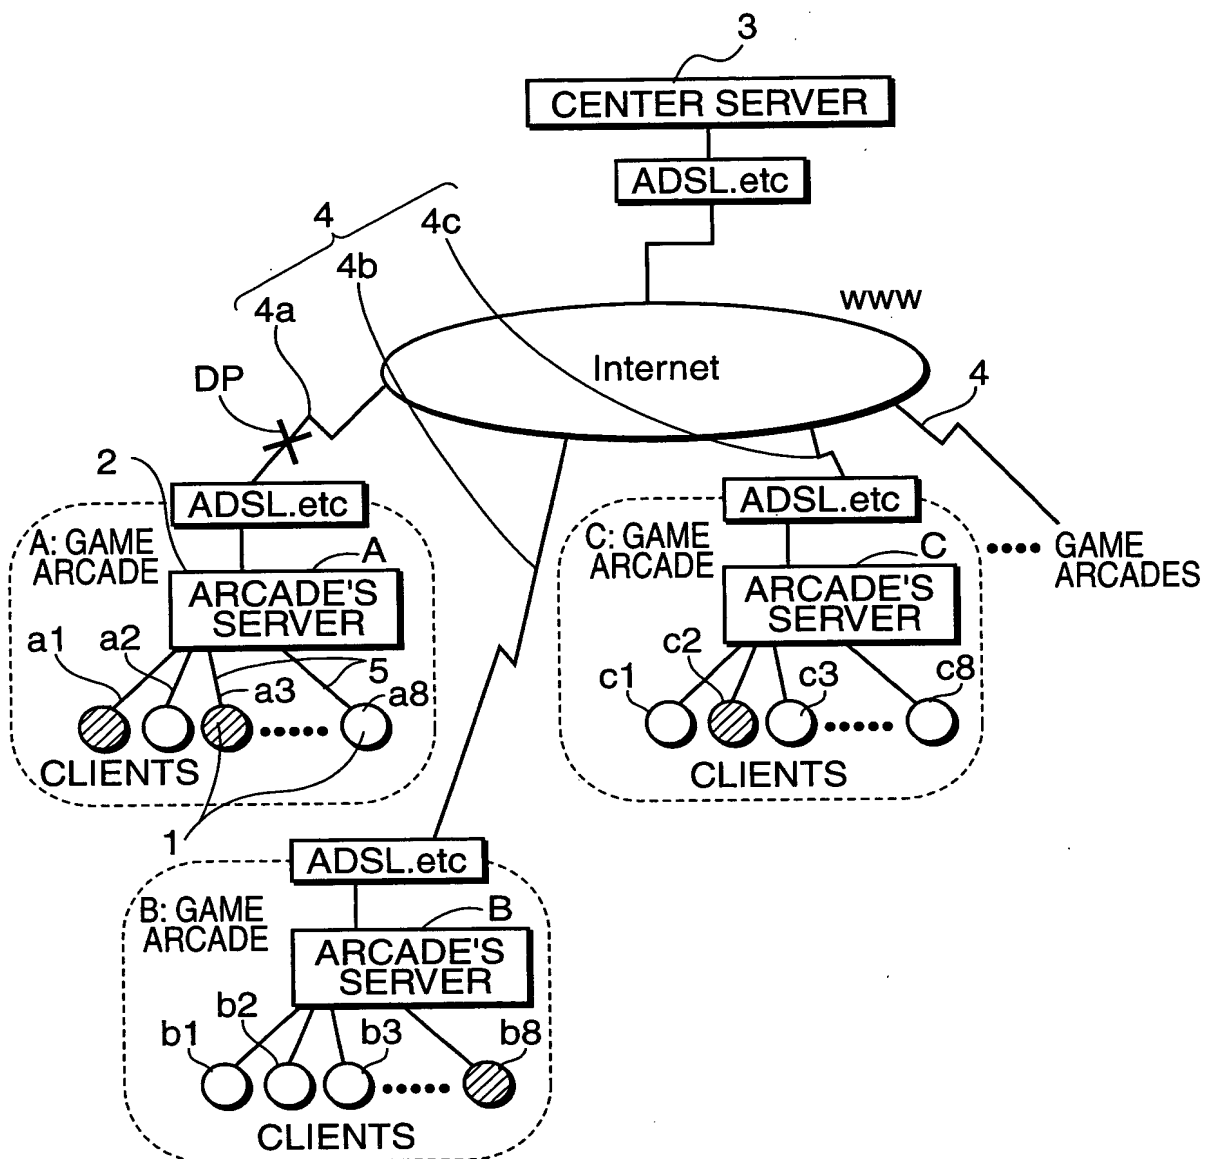 3
CENTER SERVER
ADSL.etc
4
4c
4b
4a
www
Internet
DP
4
2
ADSL.etc
A: GAME
ARCADE
A
ARCADE'S
SERVER
a1
a2
5
a3
a8
CLIENTS
1
ADSL.etc
C: GAME
ARCADE
C
ARCADE'S
SERVER
c1
c2
c3
c8
CLIENTS
GAME
ARCADES
ADSL.etc
B: GAME
ARCADE
B
ARCADE'S
SERVER
b1
b2
b3
b8
CLIENTS